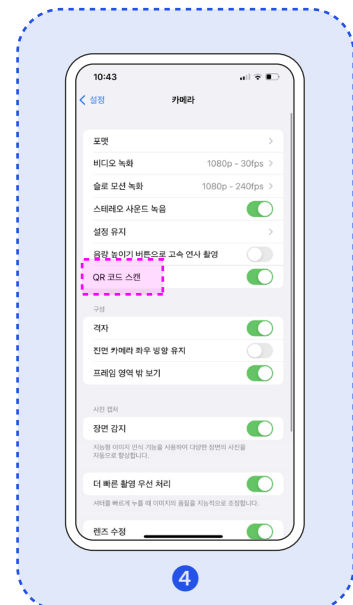 10:43
설정 카메라
포맷
비디오 녹화 1080p - 30fps
슬로 모션 녹화 1080p - 240fps
스테레오 사운드 녹음
설정 유지
음량 높이기 버튼으로 고속 연사 촬영
QR 코드 스캔
구성
격자
전면 카메라 좌우 방향 유지
프레임 영역 밖 보기
사진 캡처
장면 감지
지능형 이미지 인식 기능을 사용하여 다양한 장면의 사진을
자동으로 향상합니다.
더 빠른 촬영 우선 처리
셔터를 빠르게 누를 때 이미지의 품질을 지능적으로 조정합니다.
렌즈 수정
4